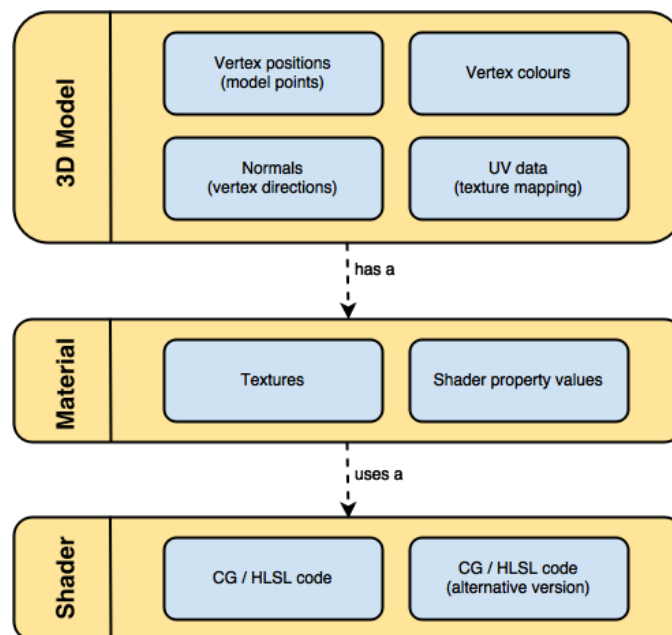 3D Model
Vertex positions
(model points)
Vertex colours
Normals
(vertex directions)
UV data
(texture mapping)
has a
Material
Textures
Shader property values
uses a
Shader
CG / HLSL code
CG / HLSL code
(alternative version)